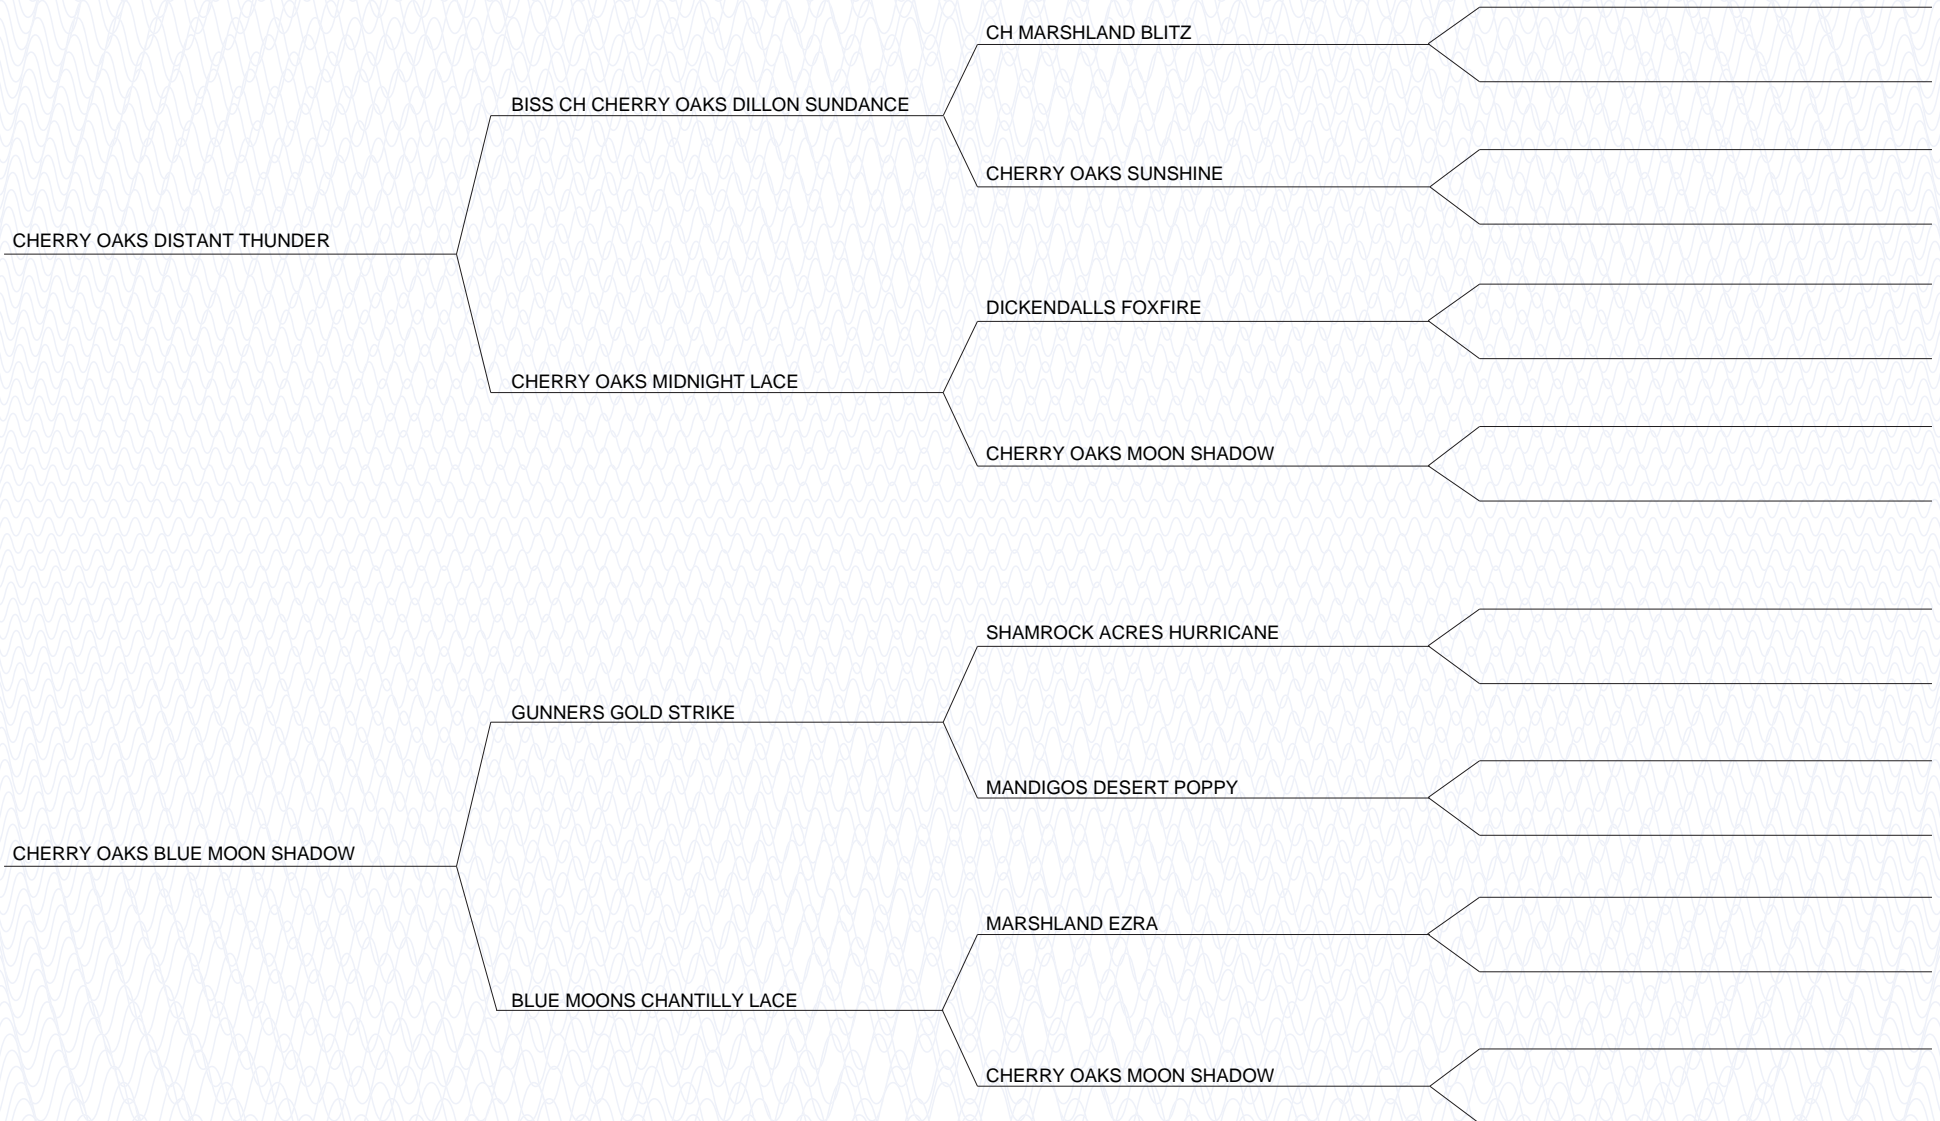 CH MARSHLAND BLITZ
BISS CH CHERRY OAKS DILLON SUNDANCE
CHERRY OAKS SUNSHINE
CHERRY OAKS DISTANT THUNDER
DICKENDALLS FOXFIRE
CHERRY OAKS MIDNIGHT LACE
CHERRY OAKS MOON SHADOW
SHAMROCK ACRES HURRICANE
GUNNERS GOLD STRIKE
MANDIGOS DESERT POPPY
CHERRY OAKS BLUE MOON SHADOW
MARSHLAND EZRA
BLUE MOONS CHANTILLY LACE
CHERRY OAKS MOON SHADOW